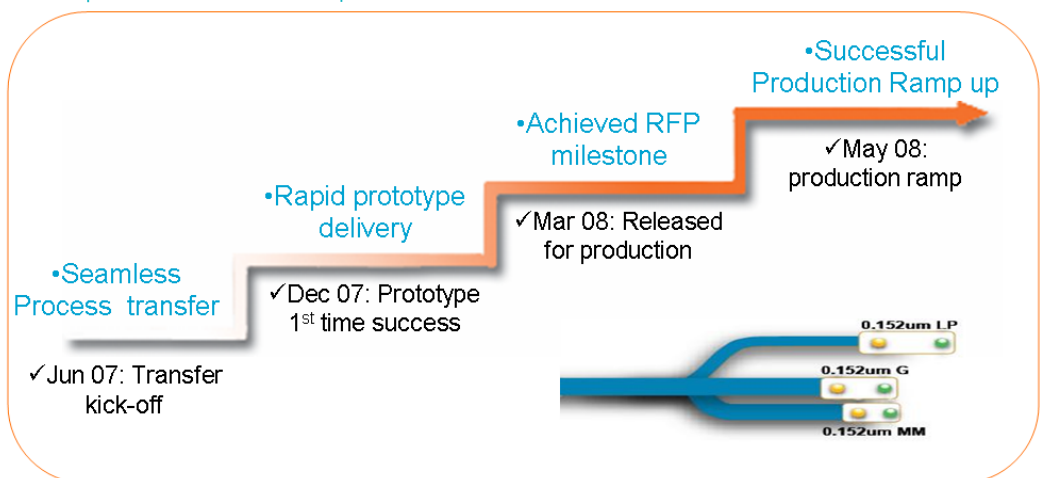 •Seamless
Process transfer
✓Jun 07: Transfer
kick-off
•Rapid prototype
delivery
✓Dec 07: Prototype
1st time success
•Achieved RFP
milestone
✓Mar 08: Released
for production
•Successful
Production Ramp up
✓May 08:
production ramp
0.152um LP
0.152um G
0.152um MM